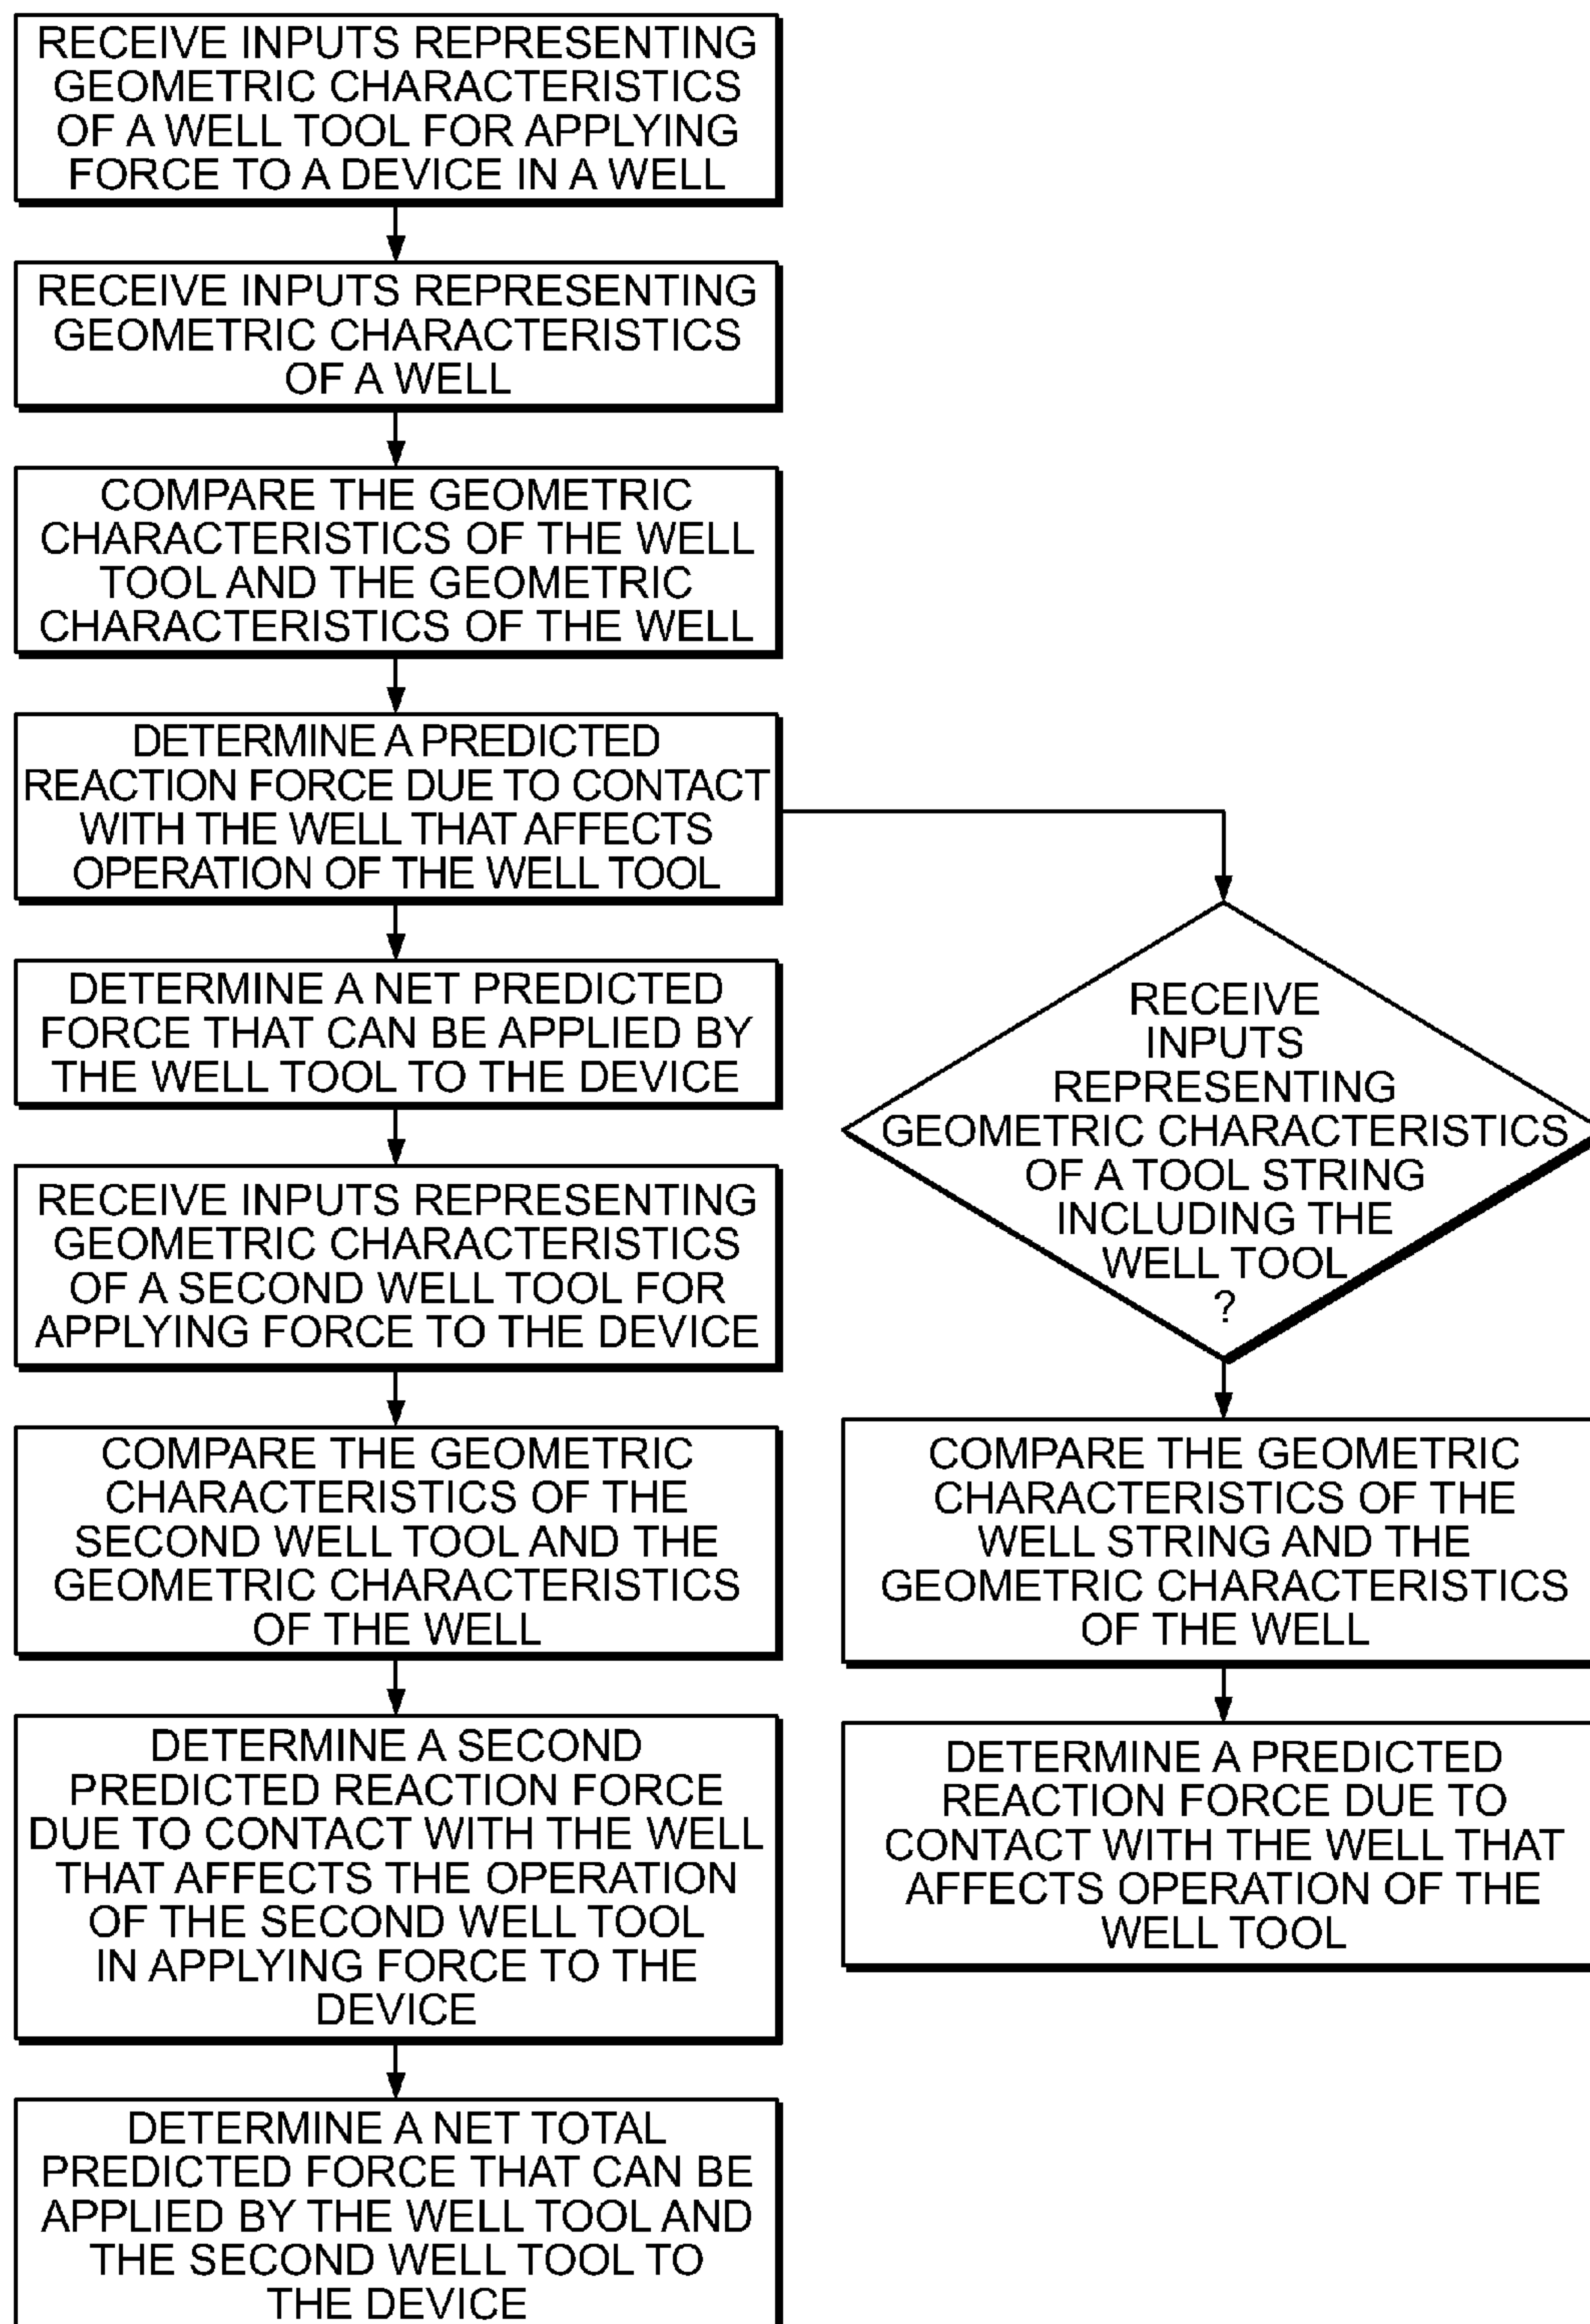 RECEIVE INPUTS REPRESENTING
GEOMETRIC CHARACTERISTICS
OF A WELL TOOL FOR APPLYING
FORCE TO A DEVICE IN A WELL
RECEIVE INPUTS REPRESENTING
GEOMETRIC CHARACTERISTICS
OF A WELL
COMPARE THE GEOMETRIC
CHARACTERISTICS OF THE WELL
TOOL AND THE GEOMETRIC
CHARACTERISTICS OF THE WELL
DETERMINE A PREDICTED
REACTION FORCE DUE TO CONTACT
WITH THE WELL THAT AFFECTS
OPERATION OF THE WELL TOOL
DETERMINE A NET PREDICTED
FORCE THAT CAN BE APPLIED BY
THE WELL TOOL TO THE DEVICE
RECEIVE INPUTS REPRESENTING
GEOMETRIC CHARACTERISTICS
OF A SECOND WELL TOOL FOR
APPLYING FORCE TO THE DEVICE
COMPARE THE GEOMETRIC
CHARACTERISTICS OF THE
SECOND WELL TOOL AND THE
GEOMETRIC CHARACTERISTICS
OF THE WELL
DETERMINE A SECOND
PREDICTED REACTION FORCE
DUE TO CONTACT WITH THE WELL
THAT AFFECTS THE OPERATION
OF THE SECOND WELL TOOL
IN APPLYING FORCE TO THE
DEVICE
DETERMINE A NET TOTAL
PREDICTED FORCE THAT CAN BE
APPLIED BY THE WELL TOOL AND
THE SECOND WELL TOOL TO
THE DEVICE
RECEIVE
INPUTS
REPRESENTING
GEOMETRIC CHARACTERISTICS
OF A TOOL STRING
INCLUDING THE
WELL TOOL
?
COMPARE THE GEOMETRIC
CHARACTERISTICS OF THE
WELL STRING AND THE
GEOMETRIC CHARACTERISTICS
OF THE WELL
DETERMINE A PREDICTED
REACTION FORCE DUE TO
CONTACT WITH THE WELL THAT
AFFECTS OPERATION OF THE
WELL TOOL